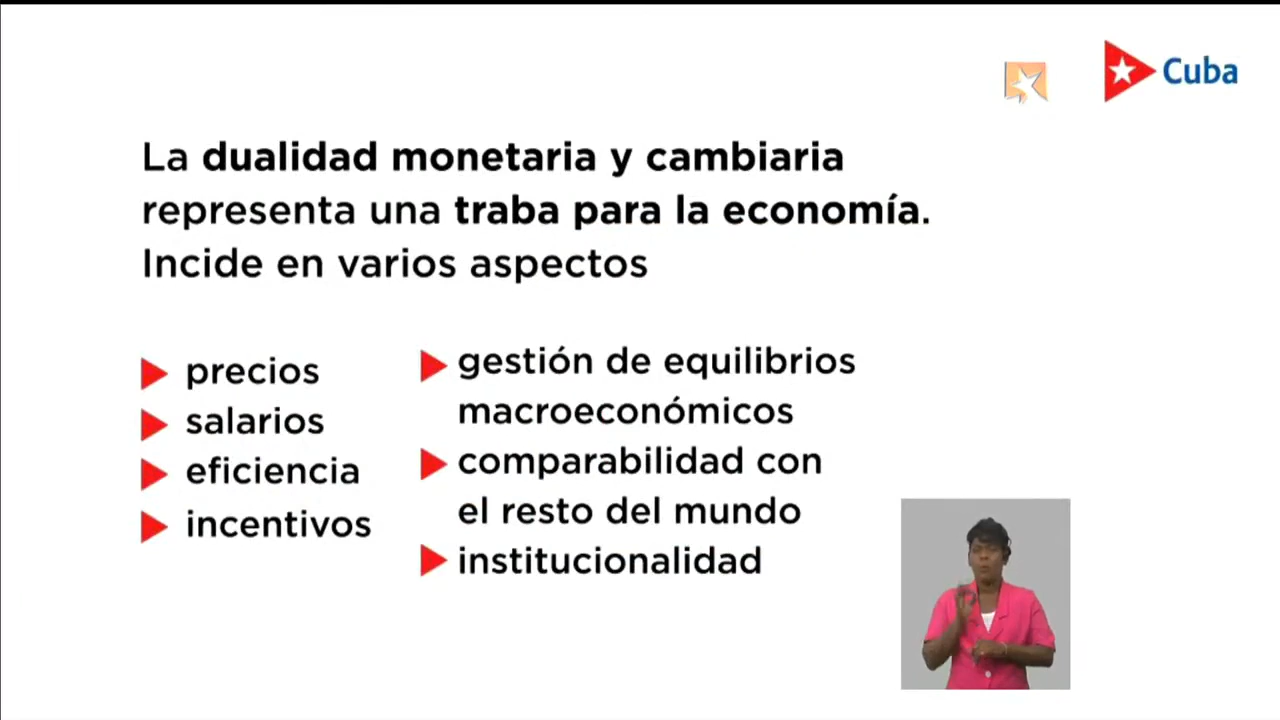 Cuba
La dualidad monetaria y cambiaria
representa una traba para la economía.
Incide en varios aspectos
precios
salarios
eficiencia
incentivos
gestión de equilibrios
macroeconómicos
comparabilidad con
el resto del mundo
institucionalidad